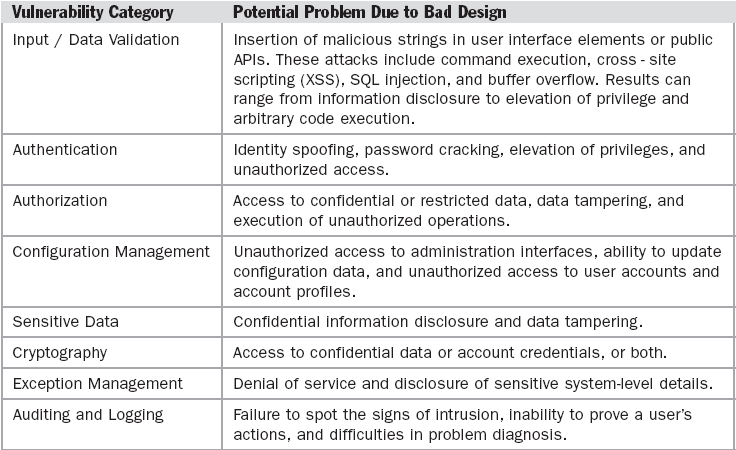 Vulnerability Category Potential Problem Due to Bad Design
Input / Data Validation Insertion of malicious strings in user interface elements or public
APIs. These attacks include command execution, cross - site
scripting (XSS), SQL injection, and buffer overflow. Results can
range from information disclosure to elevation of privilege and
arbitrary code execution.
Authentication Identity spoofing, password cracking, elevation of privileges, and
unauthorized access.
Authorization Access to confidential or restricted data, data tampering, and
execution of unauthorized operations.
Configuration Management Unauthorized access to administration interfaces, ability to update
configuration data, and unauthorized access to user accounts and
account profiles.
Sensitive Data Confidential information disclosure and data tampering.
Cryptography Access to confidential data or account credentials, or both.
Exception Management Denial of service and disclosure of sensitive system-level details.
Auditing and Logging Failure to spot the signs of intrusion, inability to prove a user's
actions, and difficulties in problem diagnosis.